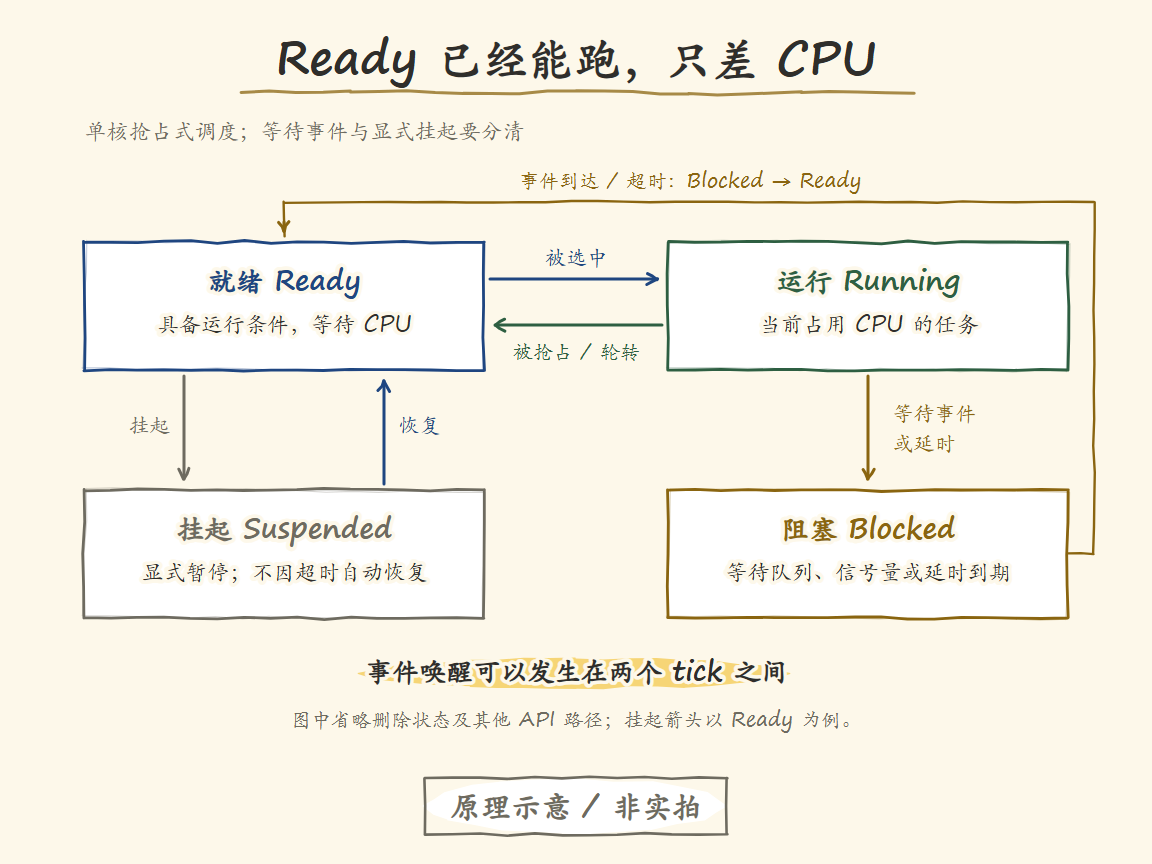 Ready 已经能跑，只差 CPU
单核抢占式调度；等待事件与显式挂起要分清
事件到达 / 超时：Blocked → Ready
就绪 Ready
具备运行条件，等待 CPU
被选中
被抢占 / 轮转
运行 Running
当前占用 CPU 的任务
挂起
恢复
等待事件
或延时
挂起 Suspended
显式暂停；不因超时自动恢复
阻塞 Blocked
等待队列、信号量或延时到期
事件唤醒可以发生在两个 tick 之间
图中省略删除状态及其他 API 路径；挂起箭头以 Ready 为例。
原理示意 / 非实拍